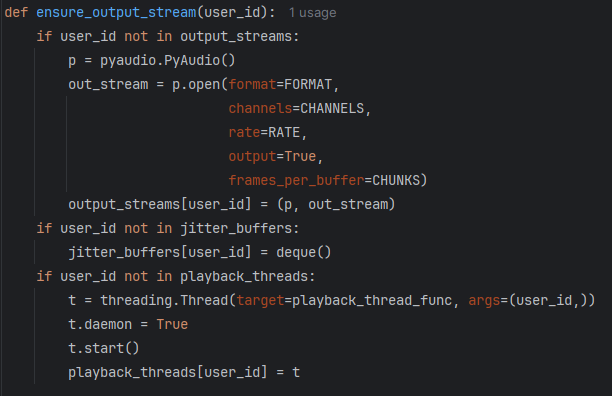 def ensure_output_stream(user_id): 1 usage
    if user_id not in output_streams:
        p = pyaudio.PyAudio()
        out_stream = p.open(format=FORMAT,
                            channels=CHANNELS,
                            rate=RATE,
                            output=True,
                            frames_per_buffer=CHUNKS)
        output_streams[user_id] = (p, out_stream)
    if user_id not in jitter_buffers:
        jitter_buffers[user_id] = deque()
    if user_id not in playback_threads:
        t = threading.Thread(target=playback_thread_func, args=(user_id,))
        t.daemon = True
        t.start()
        playback_threads[user_id] = t